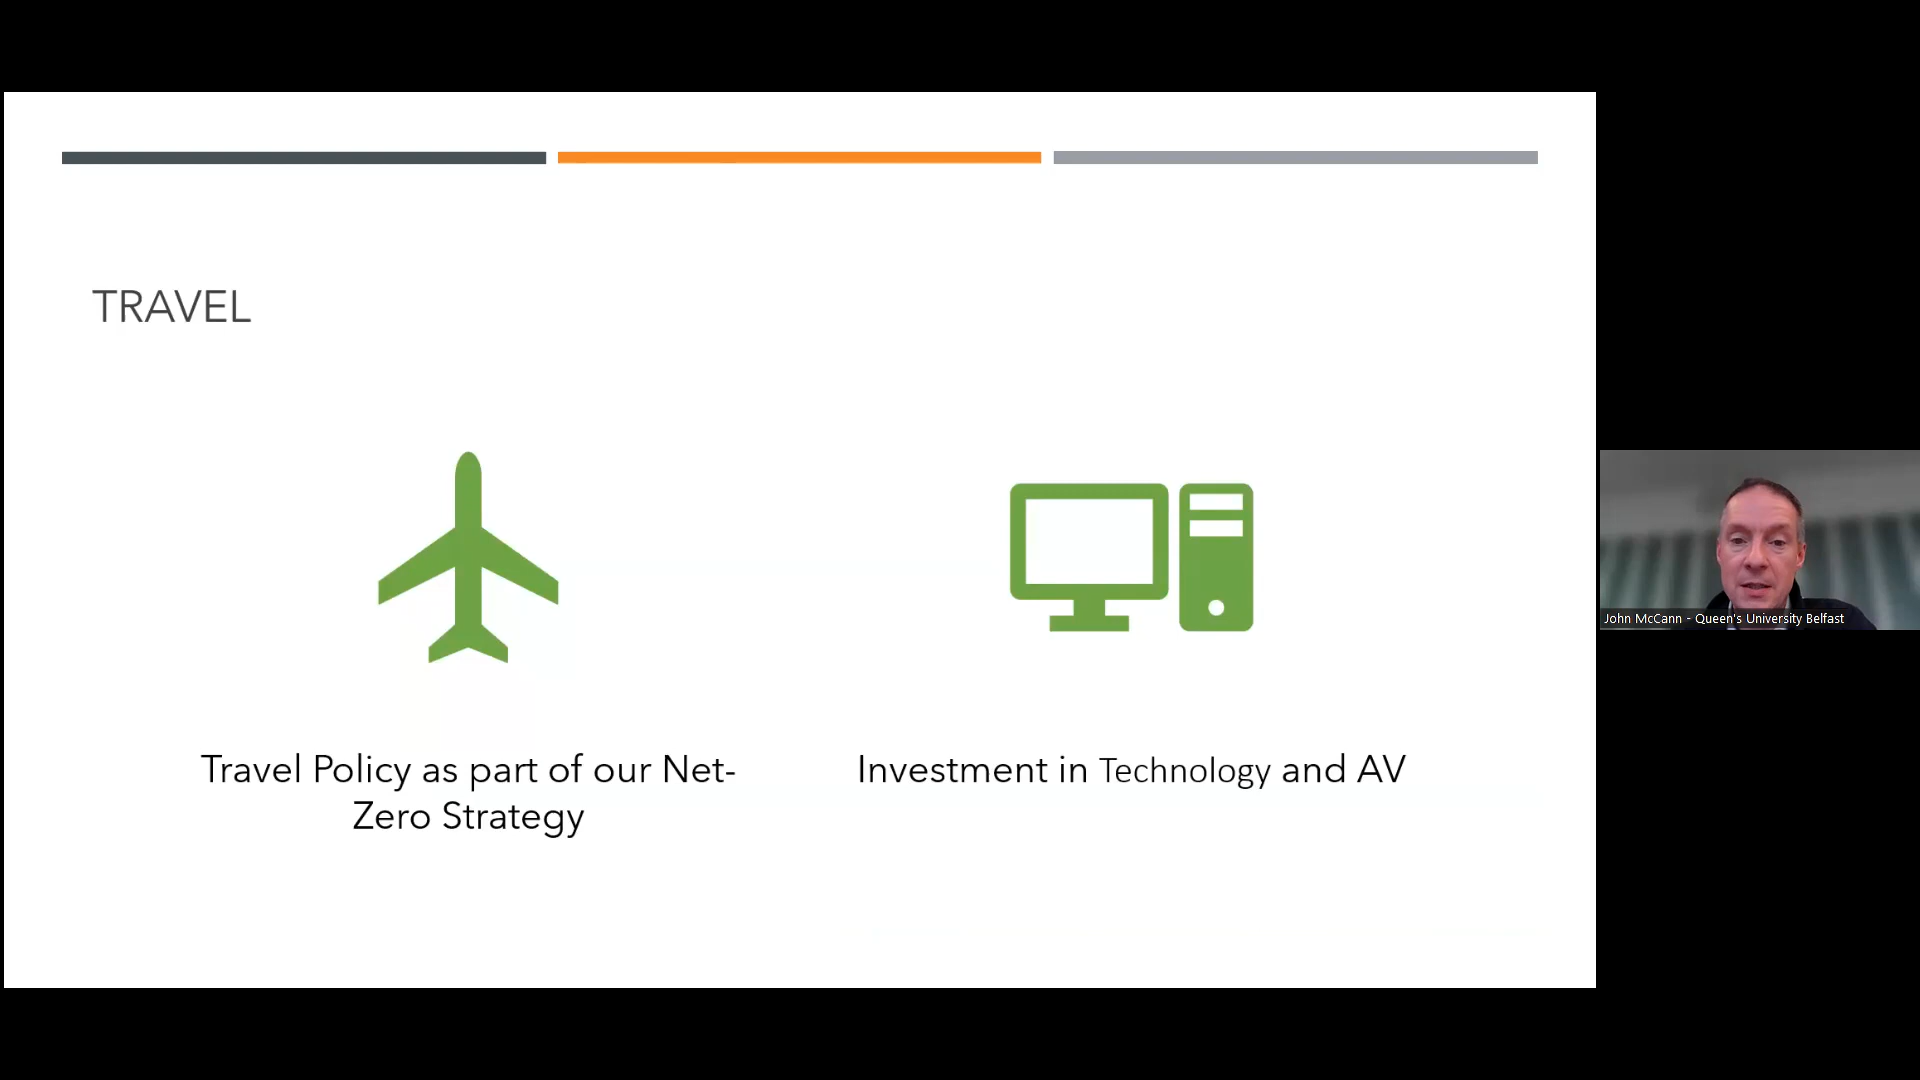 TRAVEL
Travel Policy as part of our Net-
Zero Strategy
Investment in Technology and AV
John McCann - Queen's University Belfast